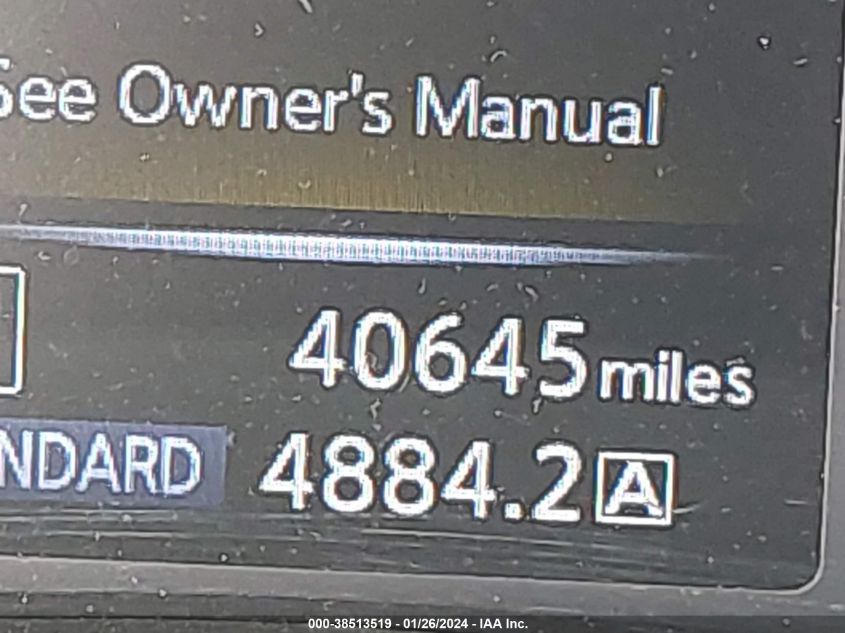 See Owner's Manual
40645 miles
NDARD 4884.2 A
000-38513519 - 01/26/2024 - IAA Inc.